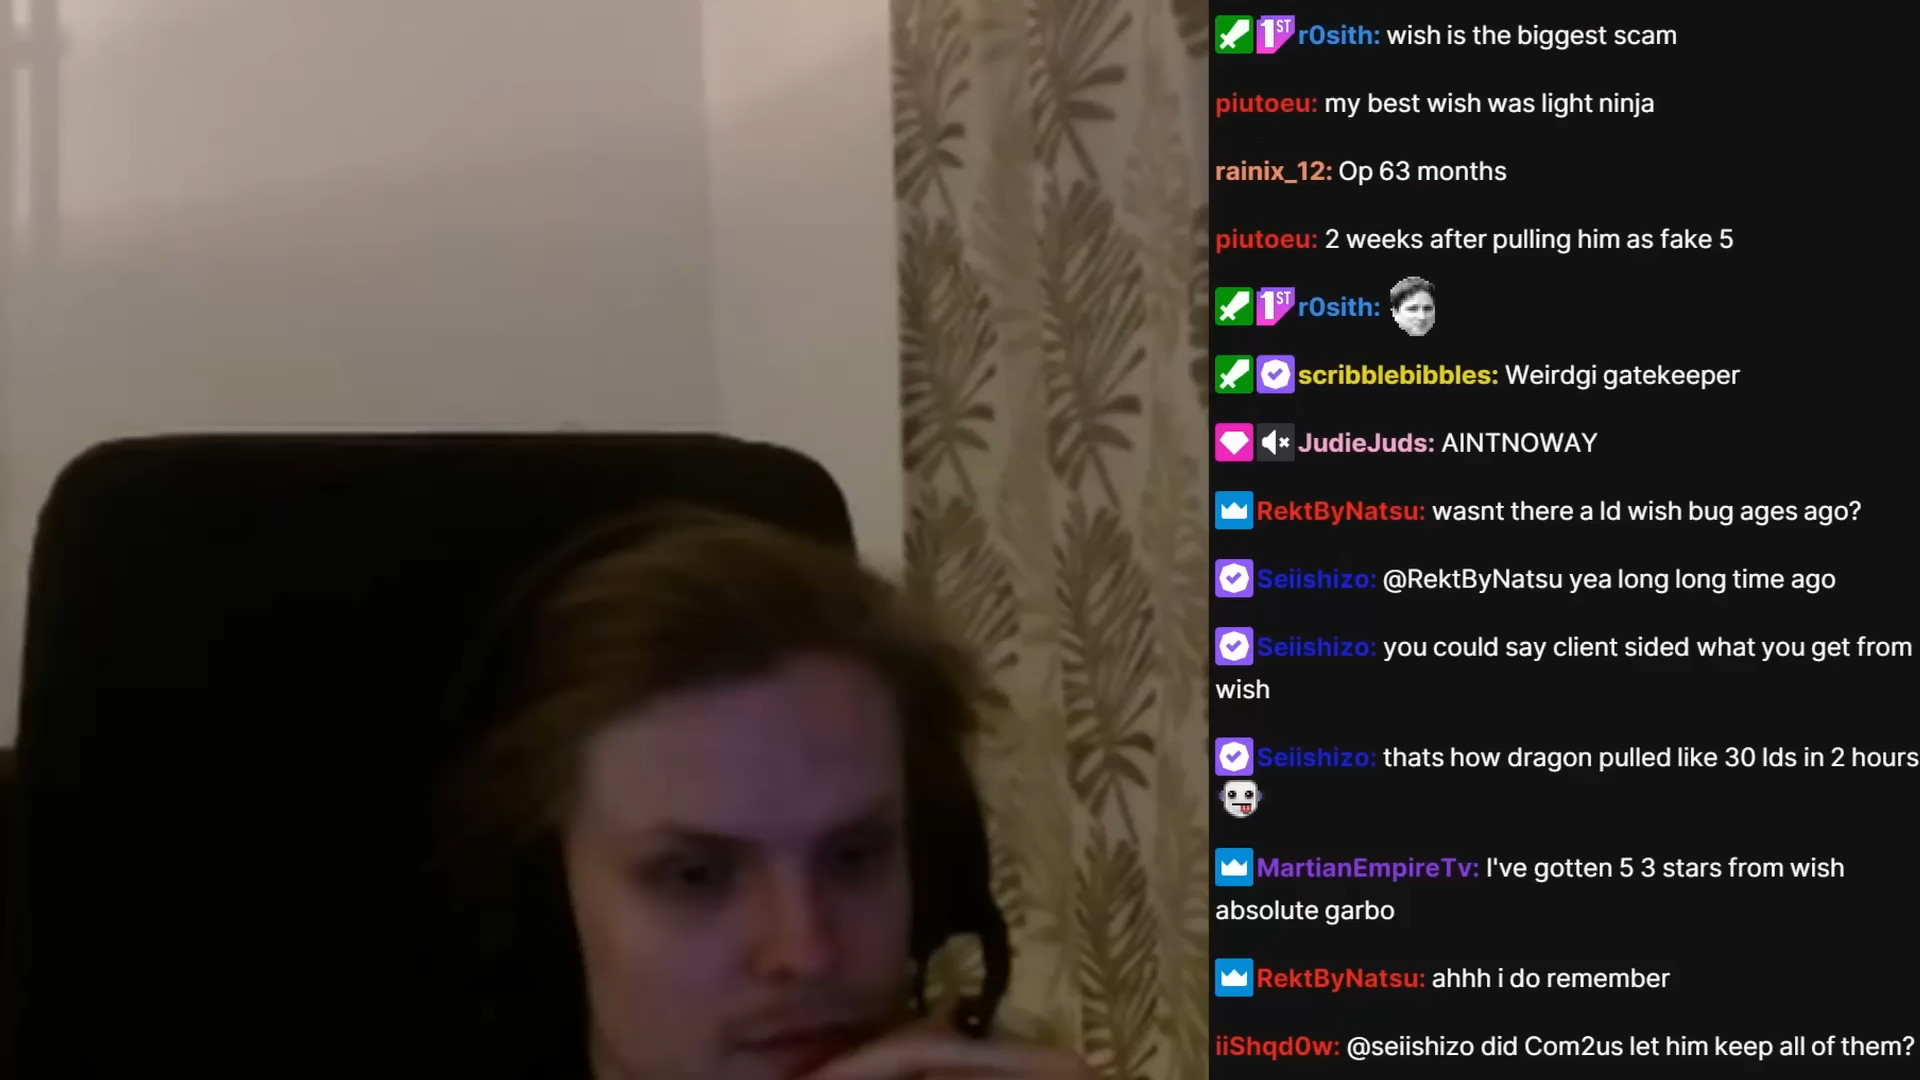 1ST r0sith: wish is the biggest scam
piutoeu: my best wish was light ninja
rainix_12: Op 63 months
piutoeu: 2 weeks after pulling him as fake 5
1ST r0sith:
scribblebibbles: Weirdgi gatekeeper
JudieJuds: AINTNOWAY
RektByNatsu: wasnt there a ld wish bug ages ago?
Seiishizo: @RektByNatsu yea long long time ago
Seiishizo: you could say client sided what you get from
wish
Seiishizo: thats how dragon pulled like 30 lds in 2 hours
MartianEmpireTv: I've gotten 5 3 stars from wish
absolute garbo
RektByNatsu: ahhh i do remember
iiShqd0w: @seiishizo did Com2us let him keep all of them?